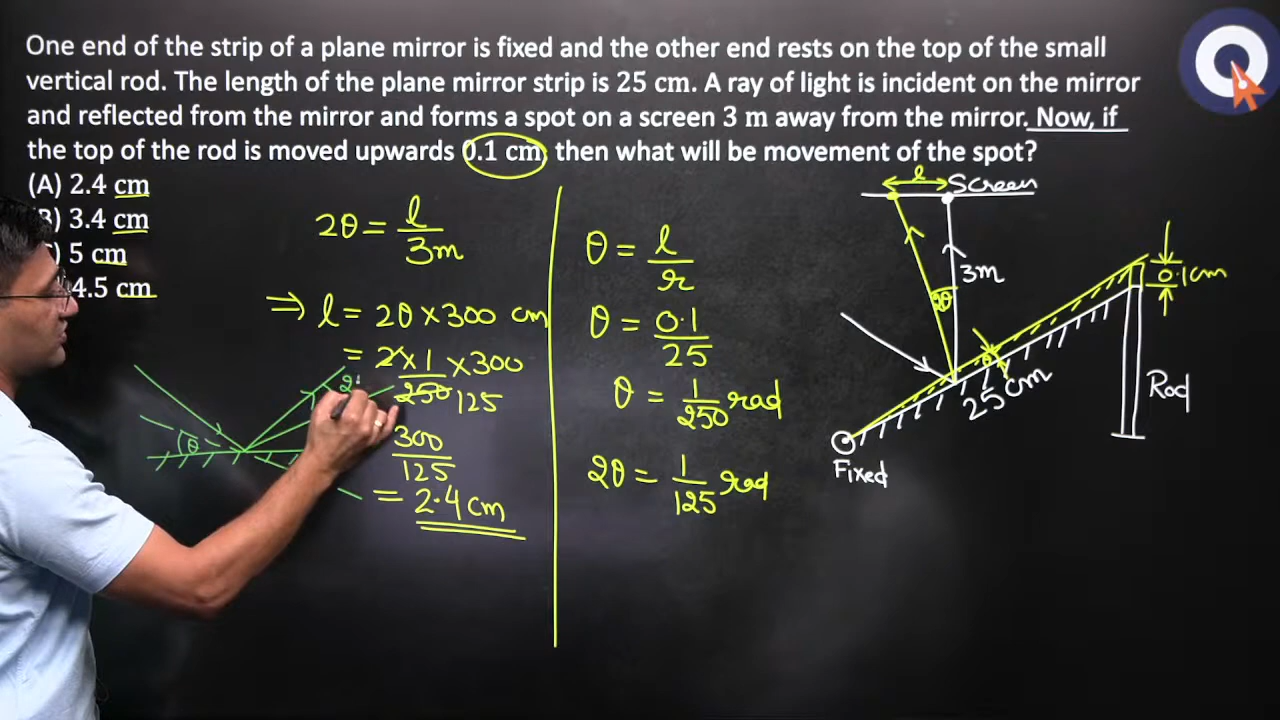 One end of the strip of a plane mirror is fixed and the other end rests on the top of the small
vertical rod. The length of the plane mirror strip is 25 cm. A ray of light is incident on the mirror
and reflected from the mirror and forms a spot on a screen 3 m away from the mirror. Now, if
the top of the rod is moved upwards 0.1 cm, then what will be movement of the spot?
(A) 2.4 cm
) 3.4 cm
) 5 cm
4.5 cm
2θ = l/3m
⇒ l = 2θ × 300 cm
= 2 × 1/250 × 300
125
300/125
= 2.4 cm
θ
2
θ = l/r
θ = 0.1/25
θ = 1/250 rad
2θ = 1/125 rad
l
Screen
3m
2θ
0.1cm
θ
25 cm
Rod
Fixed